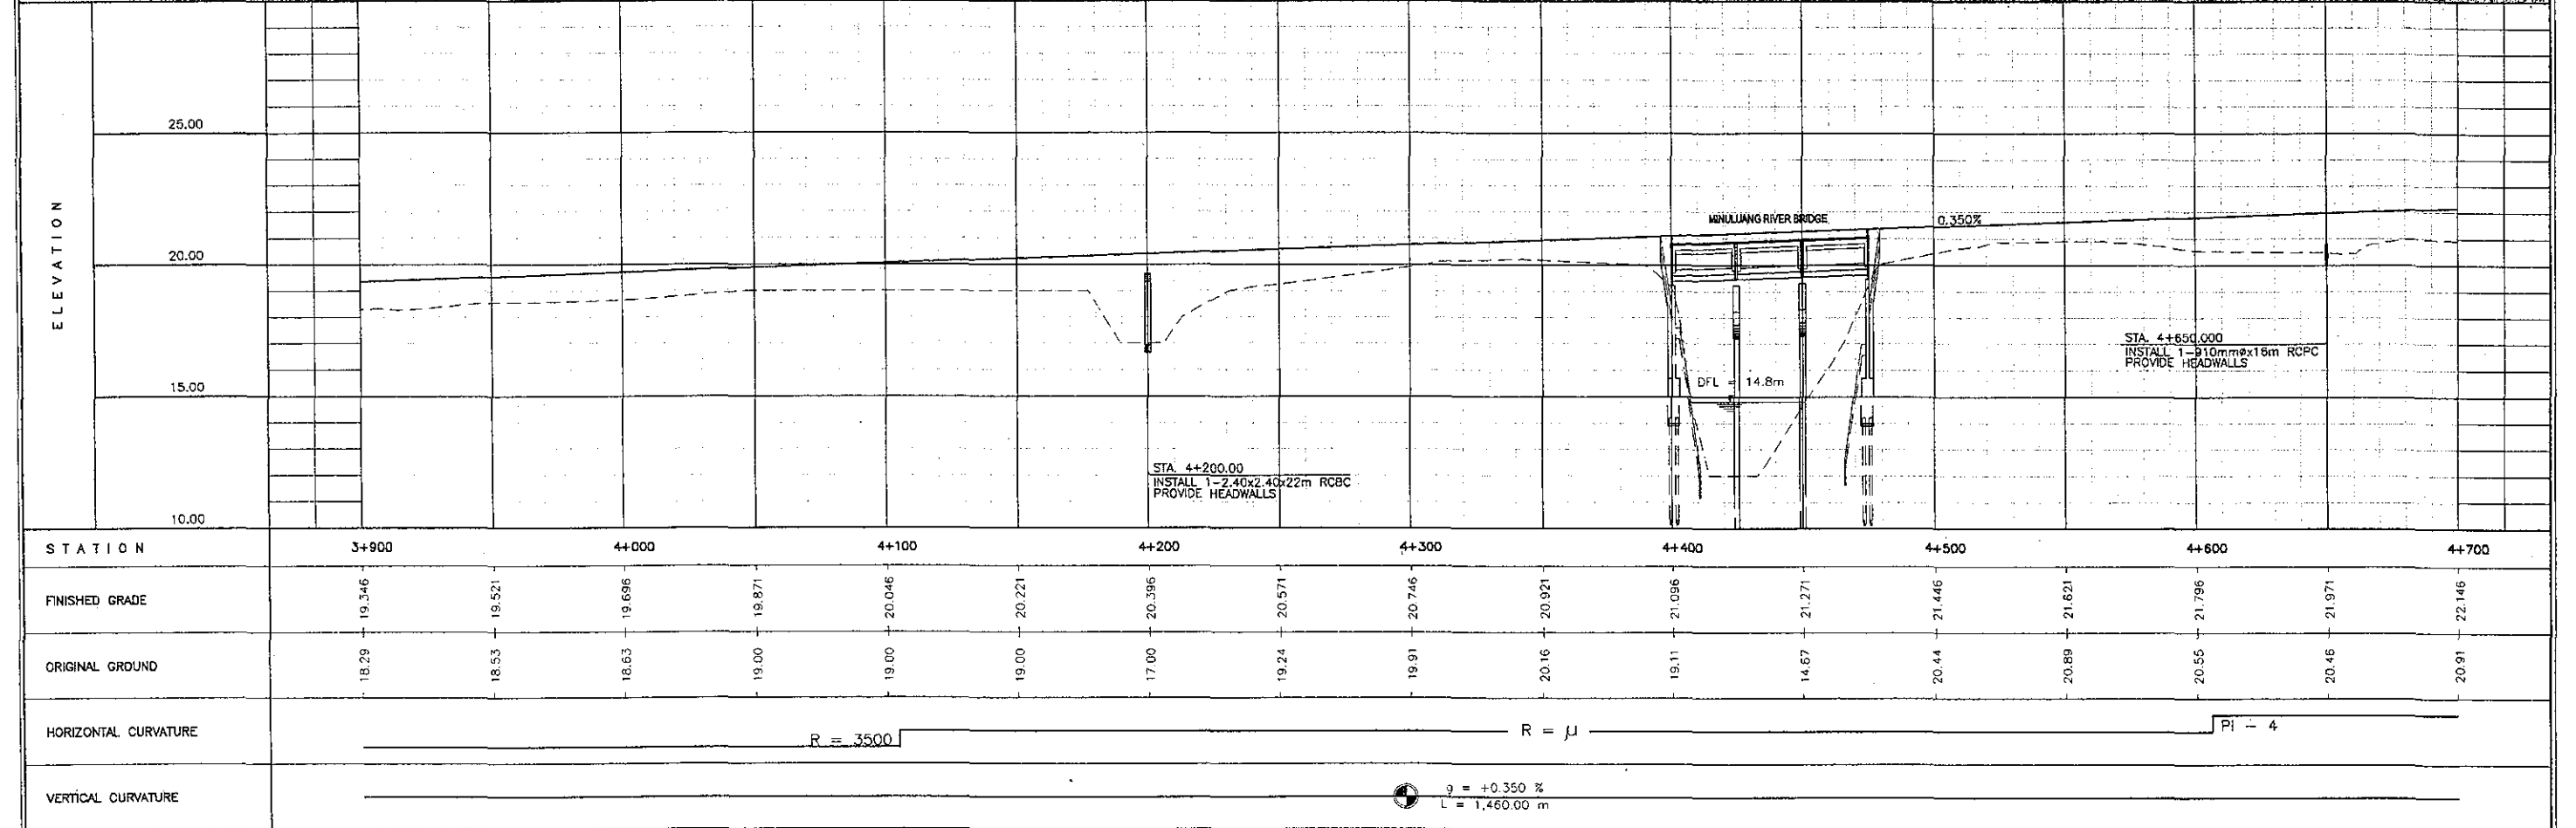 ELEVATION
25.00
20.00
15.00
10.00
MINULUANG RIVER BRIDGE
0.350%
DFL = 14.8m
STA. 4+200.00
INSTALL 1-2.40x2.40x22m RCBC
PROVIDE HEADWALLS
STA. 4+650.000
INSTALL 1-910mmøx16m RCPC
PROVIDE HEADWALLS
STATION 3+900 4+000 4+100 4+200 4+300 4+400 4+500 4+600 4+700
FINISHED GRADE 19.346 19.521 19.696 19.871 20.046 20.221 20.396 20.571 20.746 20.921 21.096 21.271 21.446 21.621 21.796 21.971 22.146
ORIGINAL GROUND 18.29 18.53 18.63 19.00 19.00 19.00 17.00 19.24 19.91 20.16 19.11 14.67 20.44 20.89 20.55 20.46 20.91
HORIZONTAL CURVATURE R = 3500 R = µ PI - 4
VERTICAL CURVATURE g = +0.350 %
L = 1,460.00 m